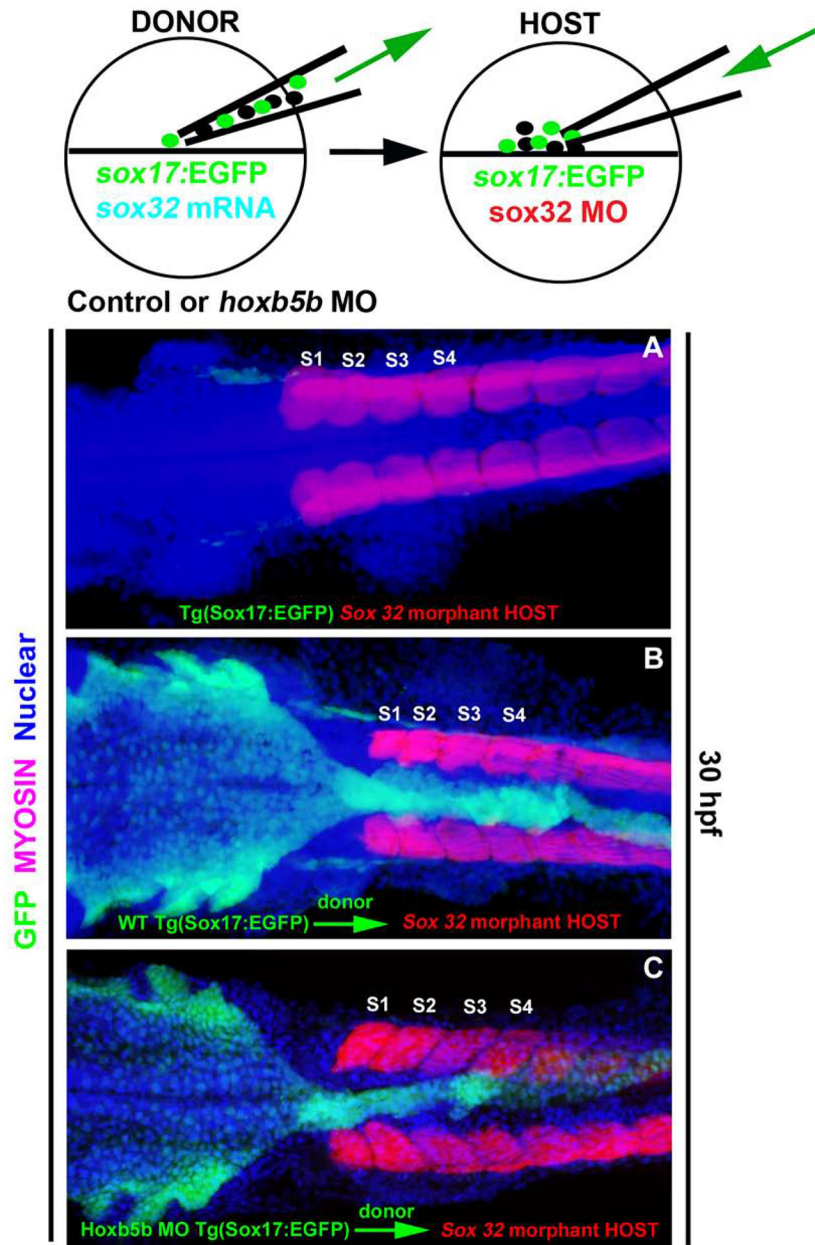 DONOR
HOST
sox17:EGFP
sox32 mRNA
sox17:EGFP
sox32 MO
Control or hoxb5b MO
A
S1 S2 S3 S4
Tg(Sox17:EGFP) Sox 32 morphant HOST
B
S1 S2 S3 S4
donor
WT Tg(Sox17:EGFP) Sox 32 morphant HOST
C
S1 S2 S3 S4
donor
Hoxb5b MO Tg(Sox17:EGFP) Sox 32 morphant HOST
GFP MYOSIN Nuclear
30 hpf